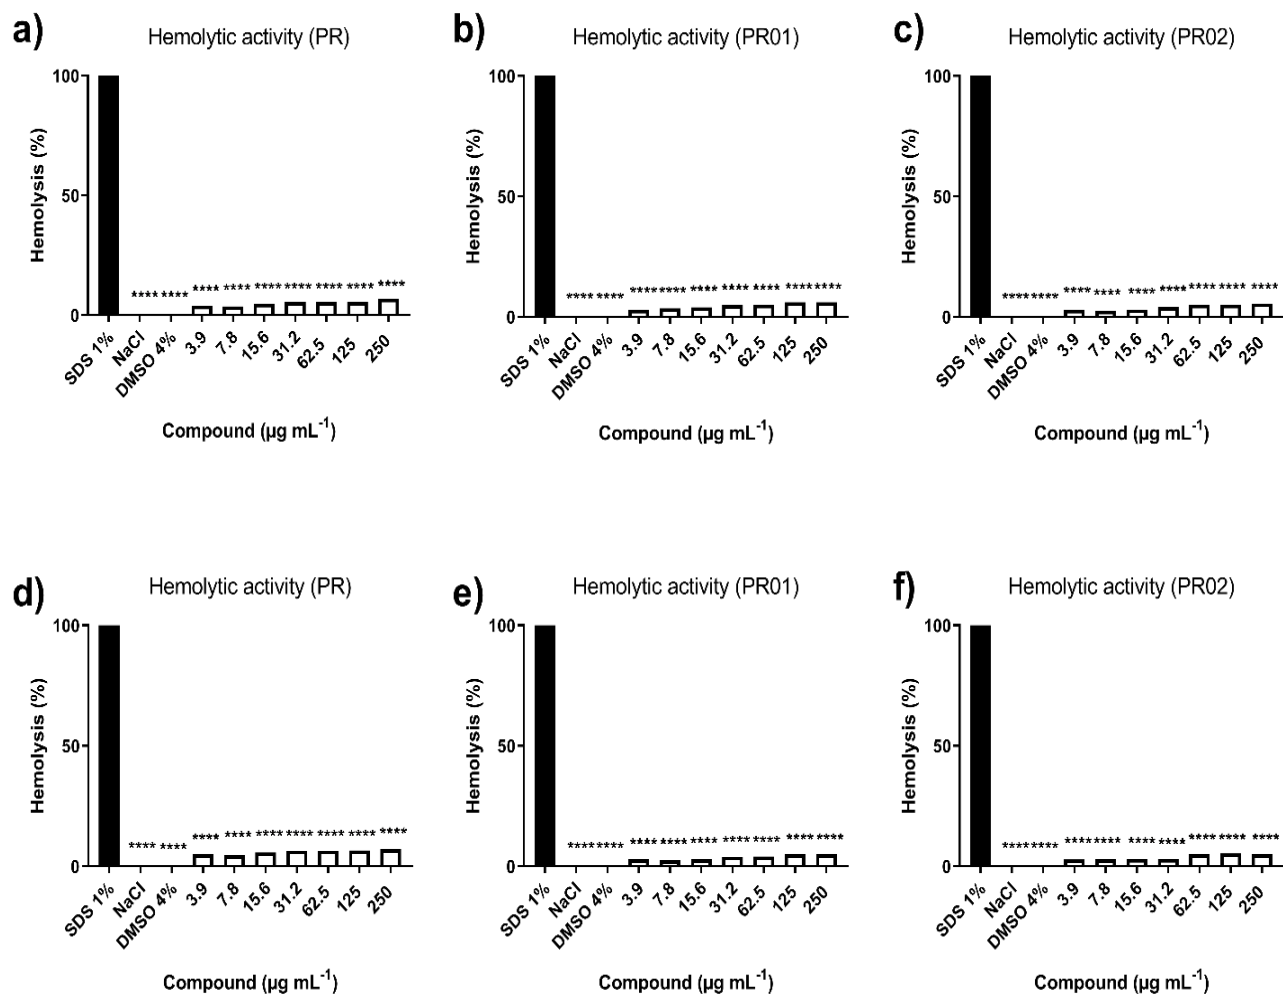 a)
Hemolytic activity (PR)
Hemolysis (%)
100
50
0
**** **** **** **** **** **** **** **** ****
SDS 1% NaCl DMSO 4% 3.9 7.8 15.6 31.2 62.5 125 250
Compound (µg mL-1)
b)
Hemolytic activity (PR01)
Hemolysis (%)
100
50
0
**** **** **** **** **** **** **** **** ****
SDS 1% NaCl DMSO 4% 3.9 7.8 15.6 31.2 62.5 125 250
Compound (µg mL-1)
c)
Hemolytic activity (PR02)
Hemolysis (%)
100
50
0
**** **** **** **** **** **** **** **** ****
SDS 1% NaCl DMSO 4% 3.9 7.8 15.6 31.2 62.5 125 250
Compound (µg mL-1)
d)
Hemolytic activity (PR)
Hemolysis (%)
100
50
0
**** **** **** **** **** **** **** **** ****
SDS 1% NaCl DMSO 4% 3.9 7.8 15.6 31.2 62.5 125 250
Compound (µg mL-1)
e)
Hemolytic activity (PR01)
Hemolysis (%)
100
50
0
**** **** **** **** **** **** **** **** ****
SDS 1% NaCl DMSO 4% 3.9 7.8 15.6 31.2 62.5 125 250
Compound (µg mL-1)
f)
Hemolytic activity (PR02)
Hemolysis (%)
100
50
0
**** **** **** **** **** **** **** **** ****
SDS 1% NaCl DMSO 4% 3.9 7.8 15.6 31.2 62.5 125 250
Compound (µg mL-1)